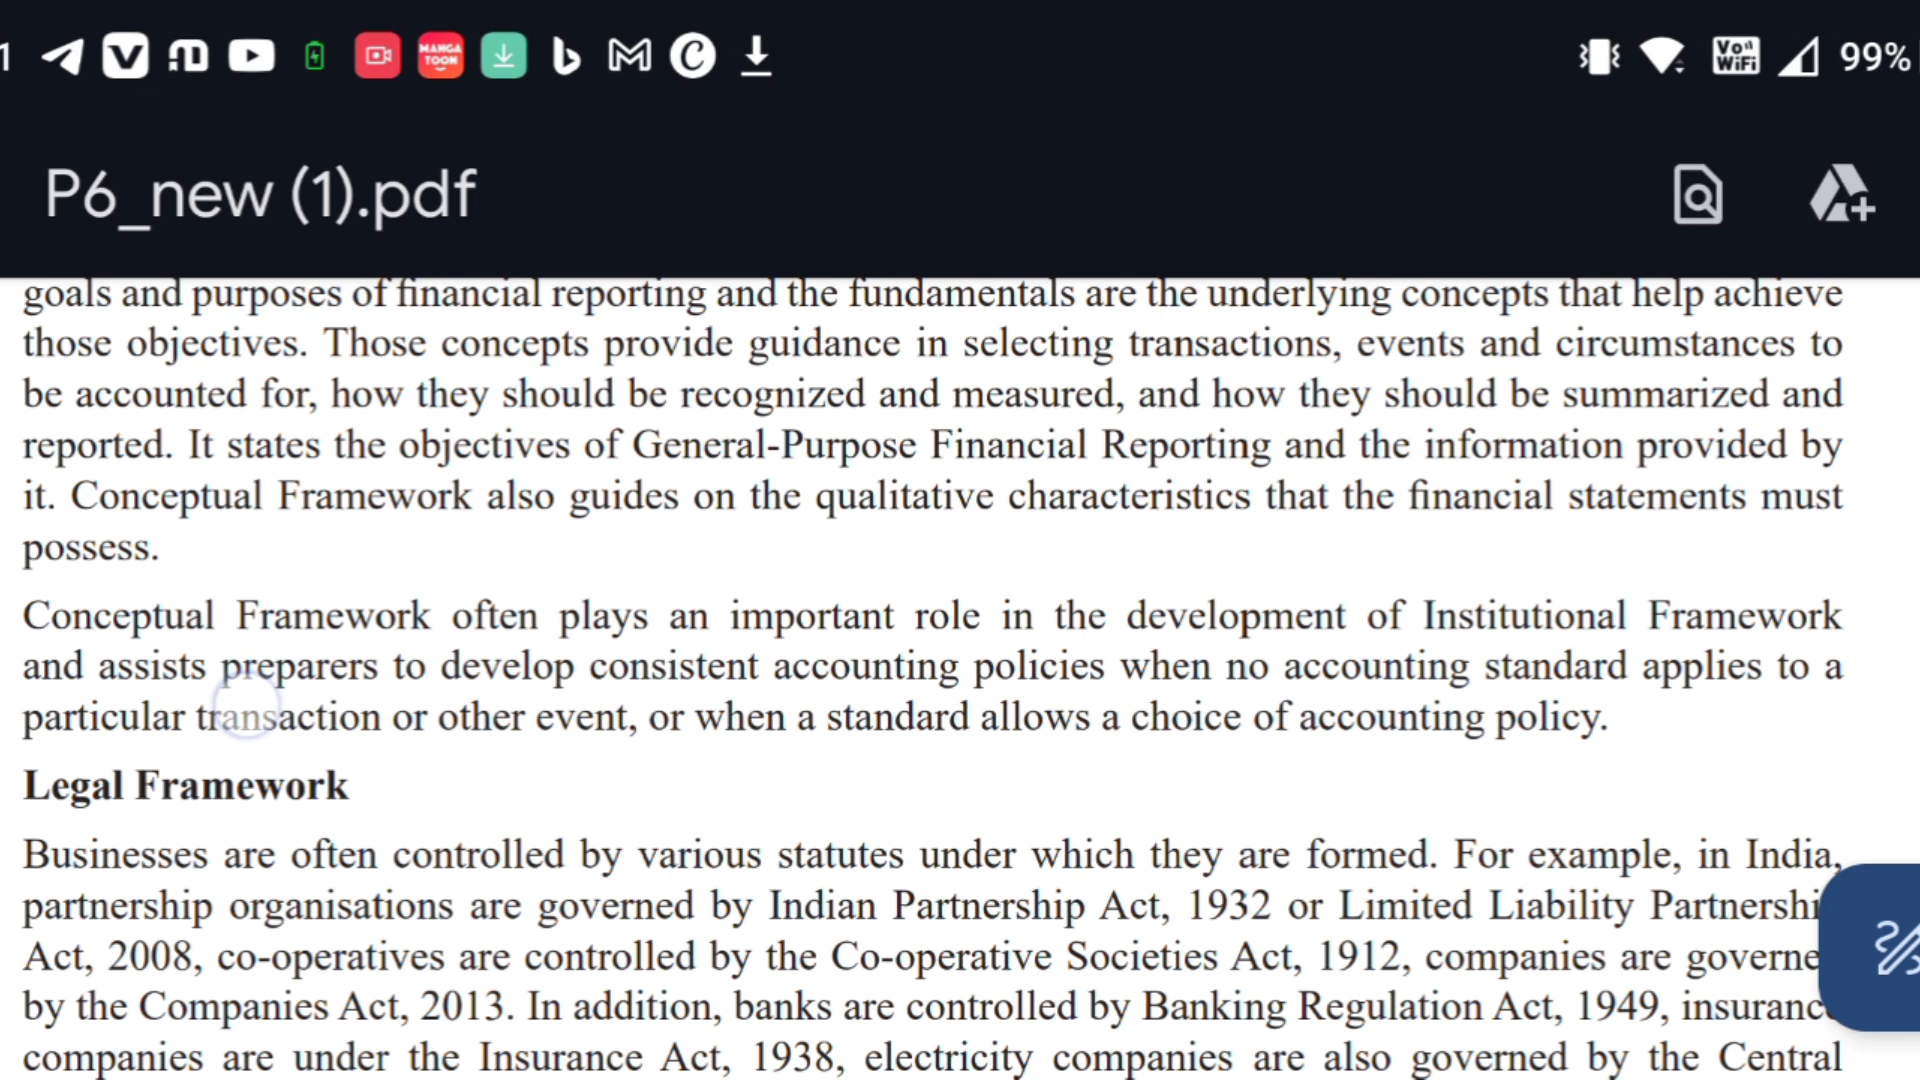 1 MANGA TOON Vo)) WiFi 99%
P6_new (1).pdf
goals and purposes of financial reporting and the fundamentals are the underlying concepts that help achieve
those objectives. Those concepts provide guidance in selecting transactions, events and circumstances to
be accounted for, how they should be recognized and measured, and how they should be summarized and
reported. It states the objectives of General-Purpose Financial Reporting and the information provided by
it. Conceptual Framework also guides on the qualitative characteristics that the financial statements must
possess.
Conceptual Framework often plays an important role in the development of Institutional Framework
and assists preparers to develop consistent accounting policies when no accounting standard applies to a
particular transaction or other event, or when a standard allows a choice of accounting policy.
Legal Framework
Businesses are often controlled by various statutes under which they are formed. For example, in India,
partnership organisations are governed by Indian Partnership Act, 1932 or Limited Liability Partnershi
Act, 2008, co-operatives are controlled by the Co-operative Societies Act, 1912, companies are governe
by the Companies Act, 2013. In addition, banks are controlled by Banking Regulation Act, 1949, insuranc
companies are under the Insurance Act, 1938, electricity companies are also governed by the Central